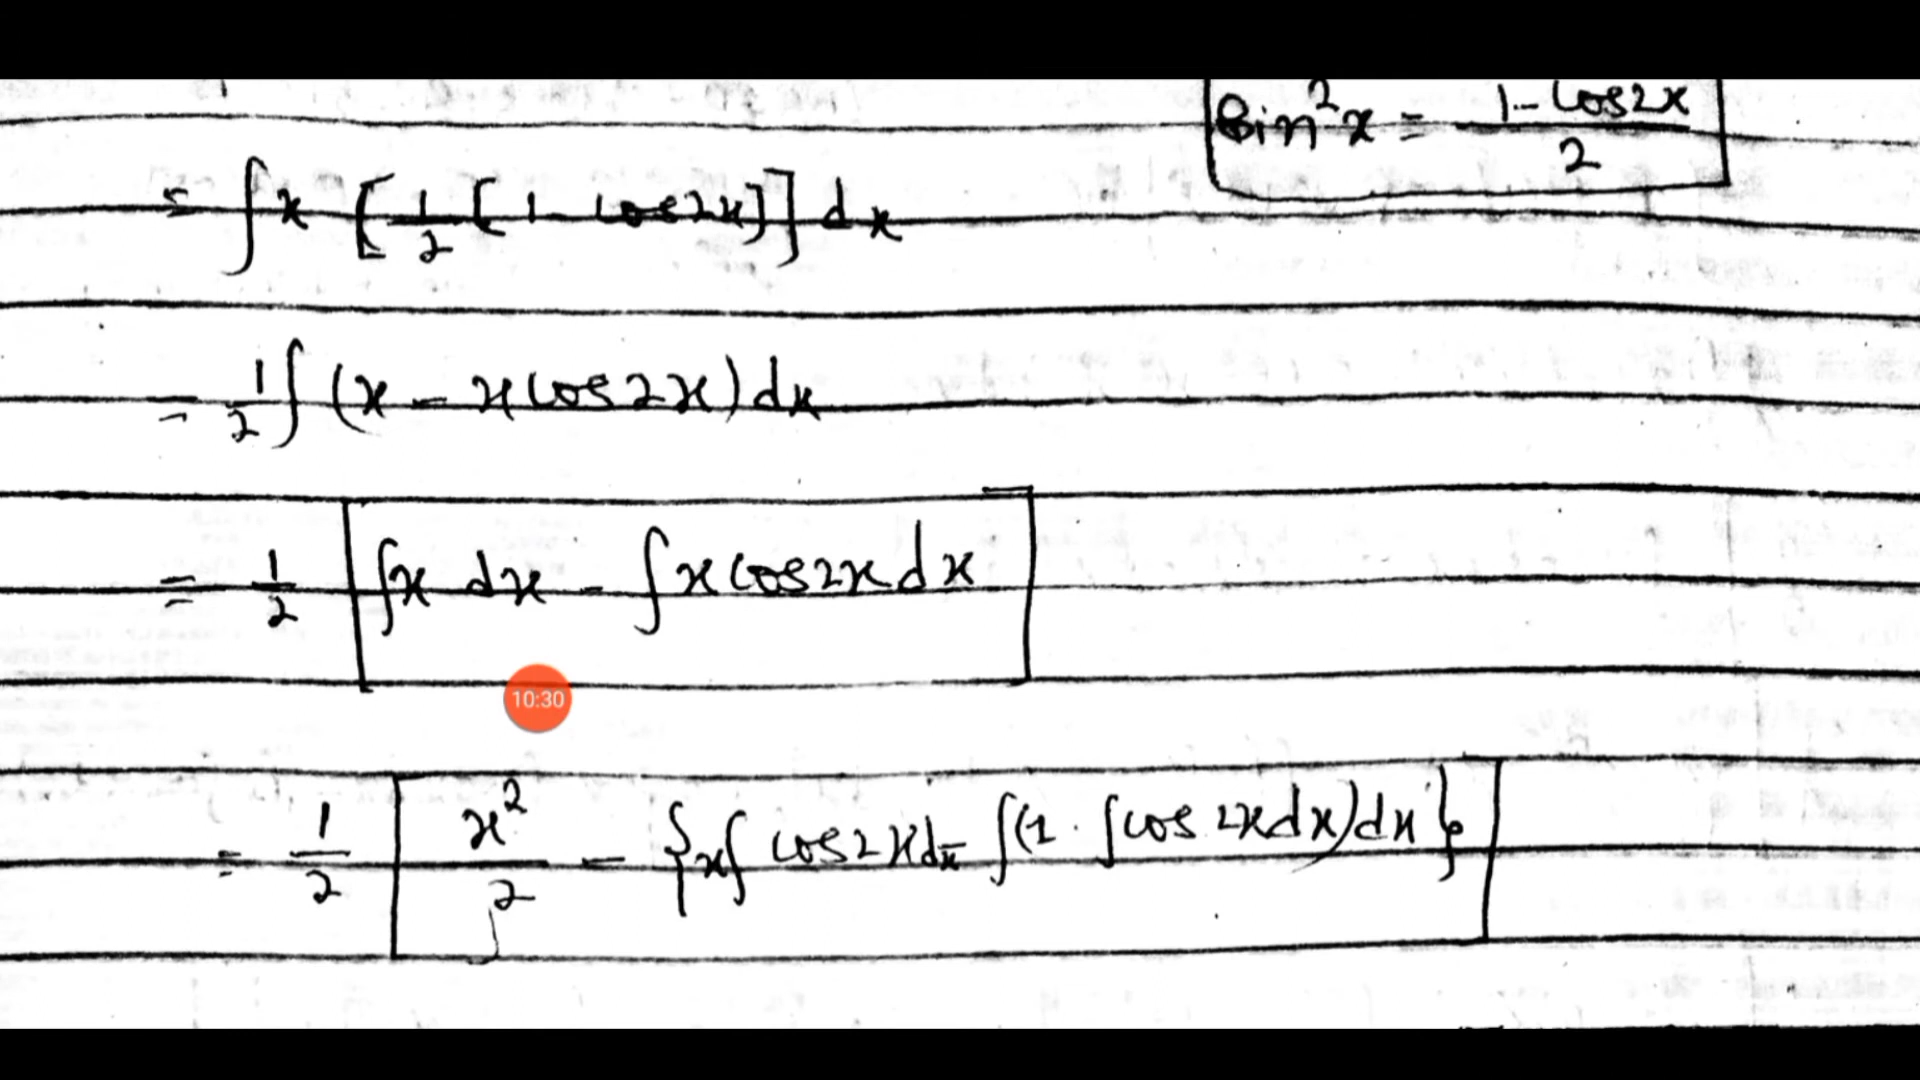 sin²x = 1 - cos2x / 2
= ∫x [1/2 [1 - cos2x]] dx
= 1/2 ∫ (x - x cos2x) dx
= 1/2 [∫x dx - ∫x cos2x dx]
10:30
= 1/2 [x²/2 - {x∫ cos2x dx - ∫(1 · ∫cos 2x dx) dx}]